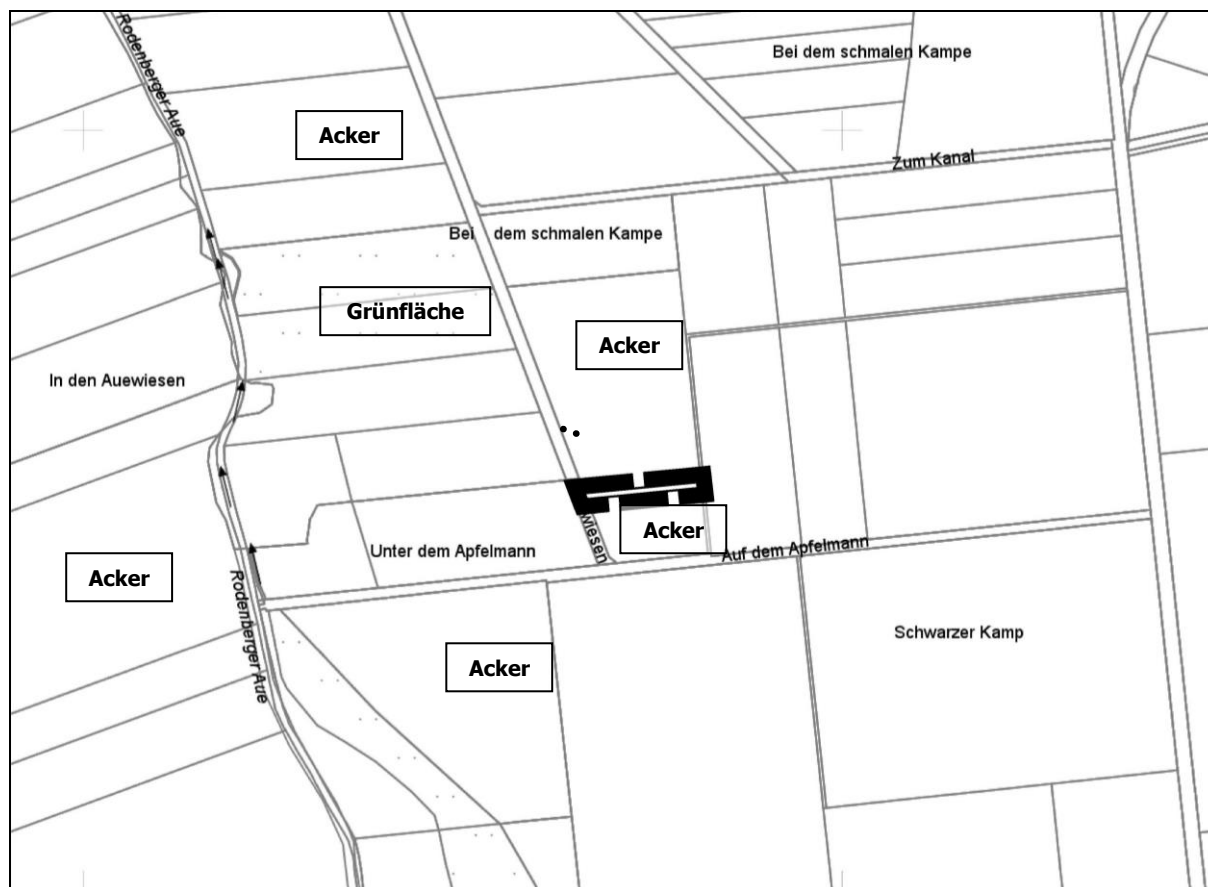 Rodenberger Aue
Bei dem schmalen Kampe
Acker
Zum Kanal
Bei dem schmalen Kampe
Grünfläche
Acker
In den Auewiesen
wiesen
Acker
Unter dem Apfelmann
Auf dem Apfelmann
Acker
Rodenberger Aue
Schwarzer Kamp
Acker